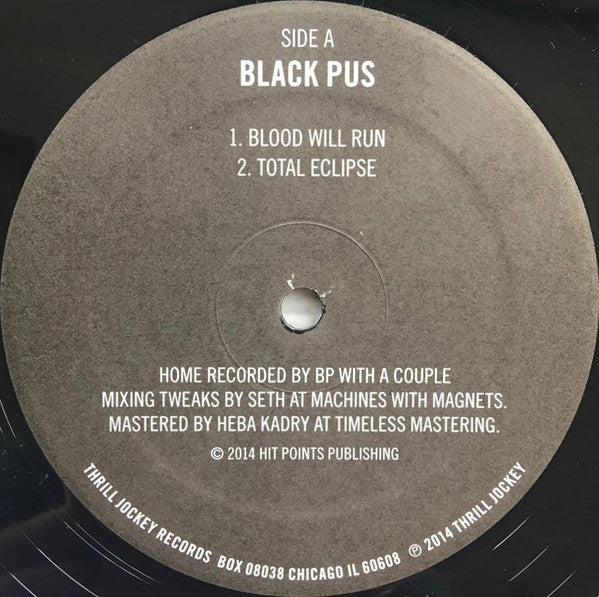 SIDE A
BLACK PUS
1. BLOOD WILL RUN
2. TOTAL ECLIPSE
HOME RECORDED BY BP WITH A COUPLE
MIXING TWEAKS BY SETH AT MACHINES WITH MAGNETS.
MASTERED BY HEBA KADRY AT TIMELESS MASTERING.
© 2014 HIT POINTS PUBLISHING
THRILL JOCKEY RECORDS BOX 08038 CHICAGO IL 60608 ℗ 2014 THRILL JOCKEY